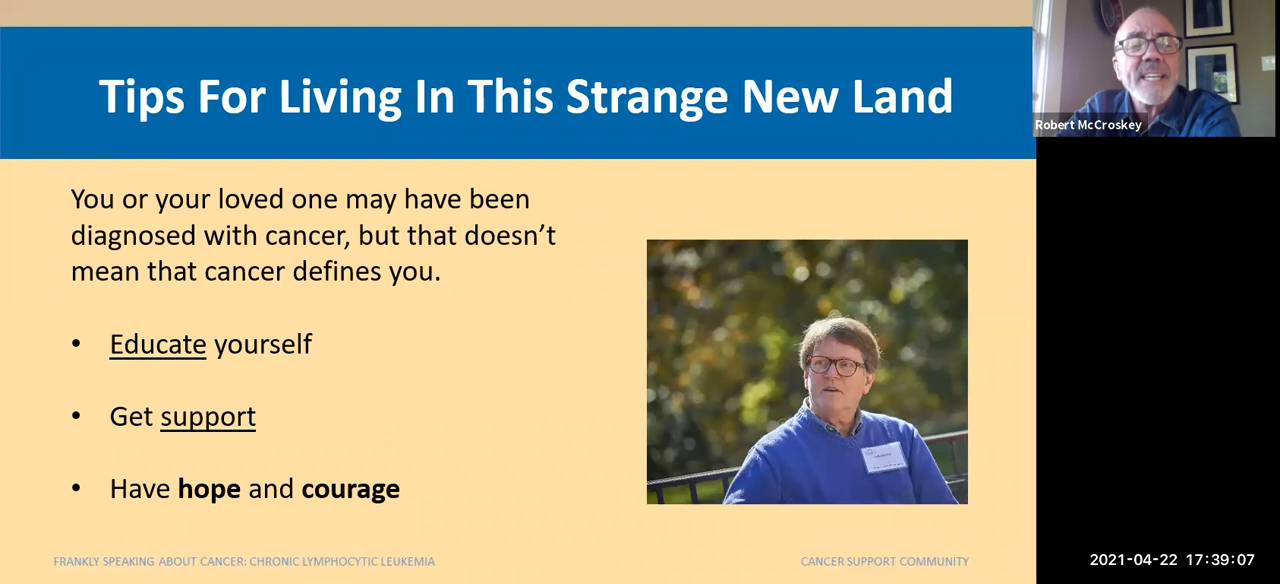 Tips For Living In This Strange New Land
Robert McCroskey
You or your loved one may have been
diagnosed with cancer, but that doesn’t
mean that cancer defines you.
• Educate yourself
• Get support
• Have hope and courage
FRANKLY SPEAKING ABOUT CANCER: CHRONIC LYMPHOCYTIC LEUKEMIA
CANCER SUPPORT COMMUNITY
2021-04-22 17:39:07